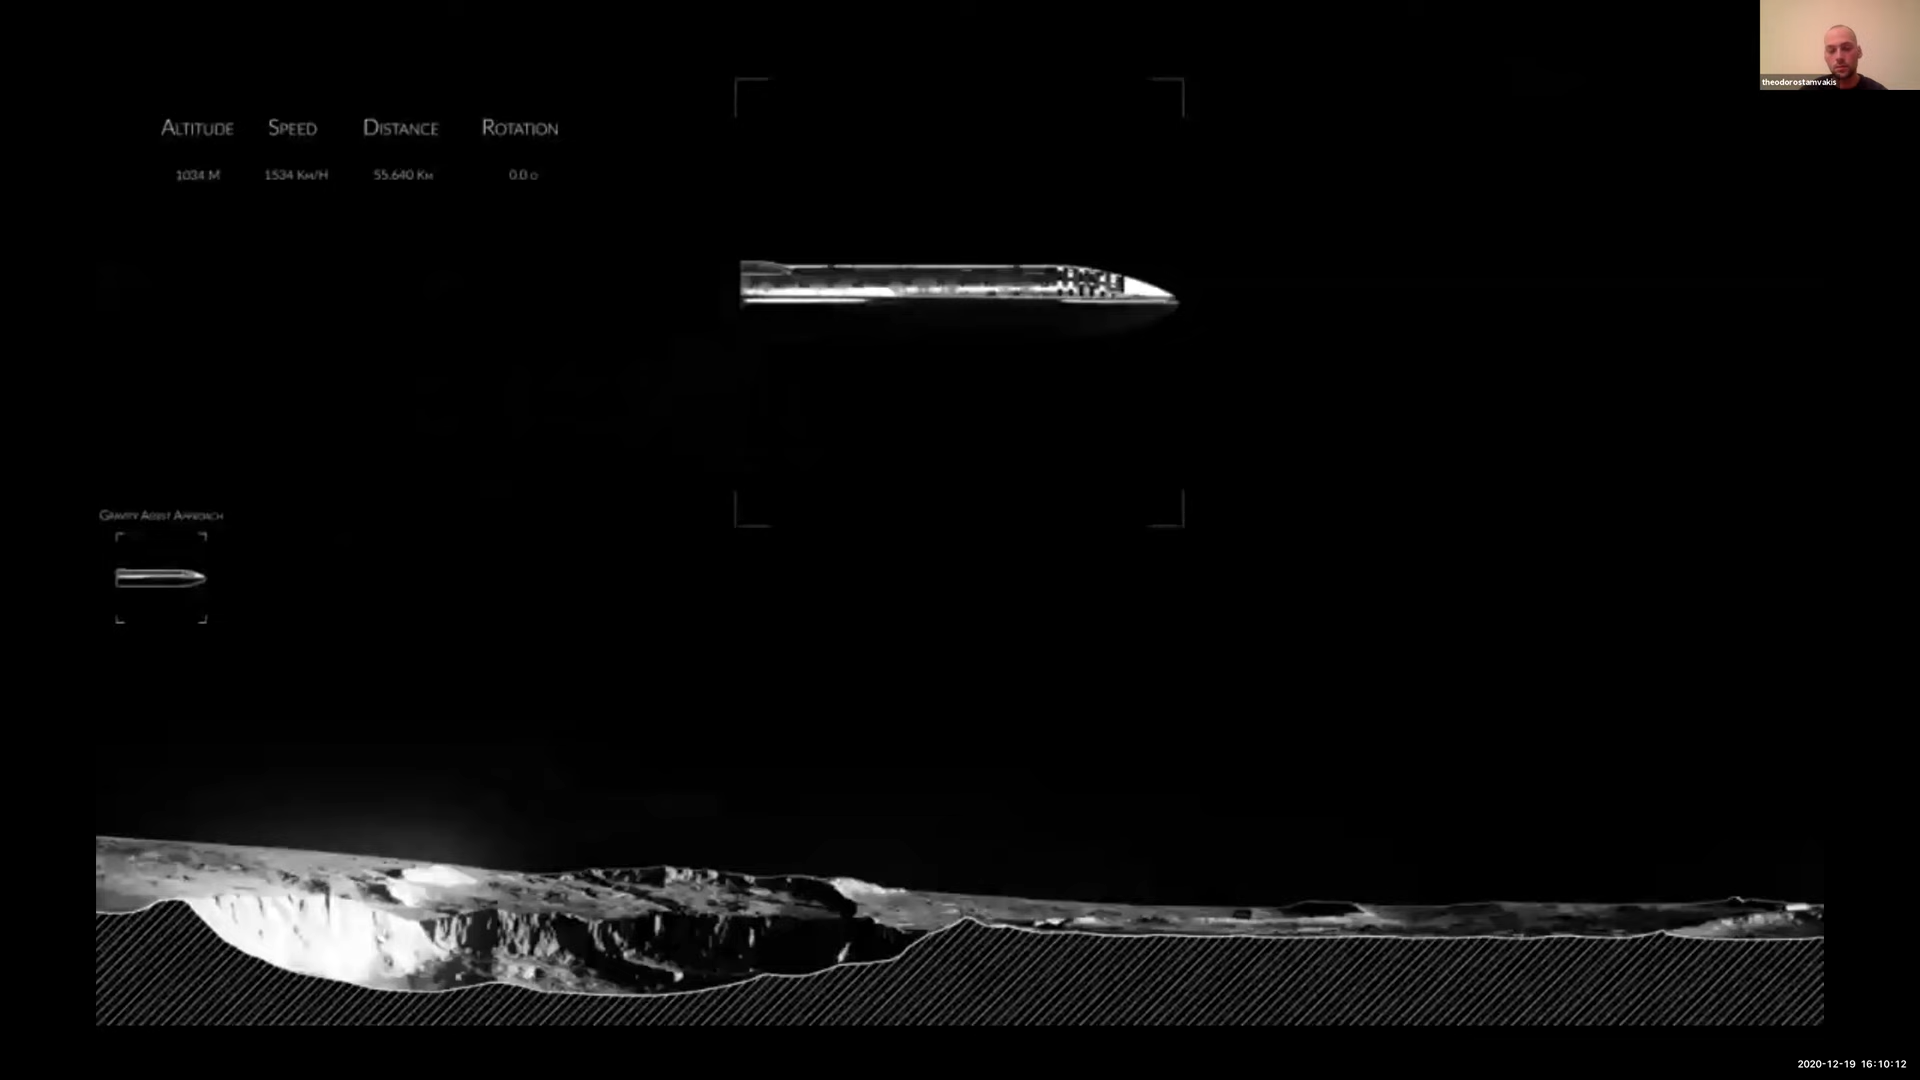 theodorostamvakis
ALTITUDE SPEED DISTANCE ROTATION
1034 M 1534 KM/H 55.640 KM 0.0 o
GRAVITY ASSIST APPROACH
2020-12-19 16:10:12